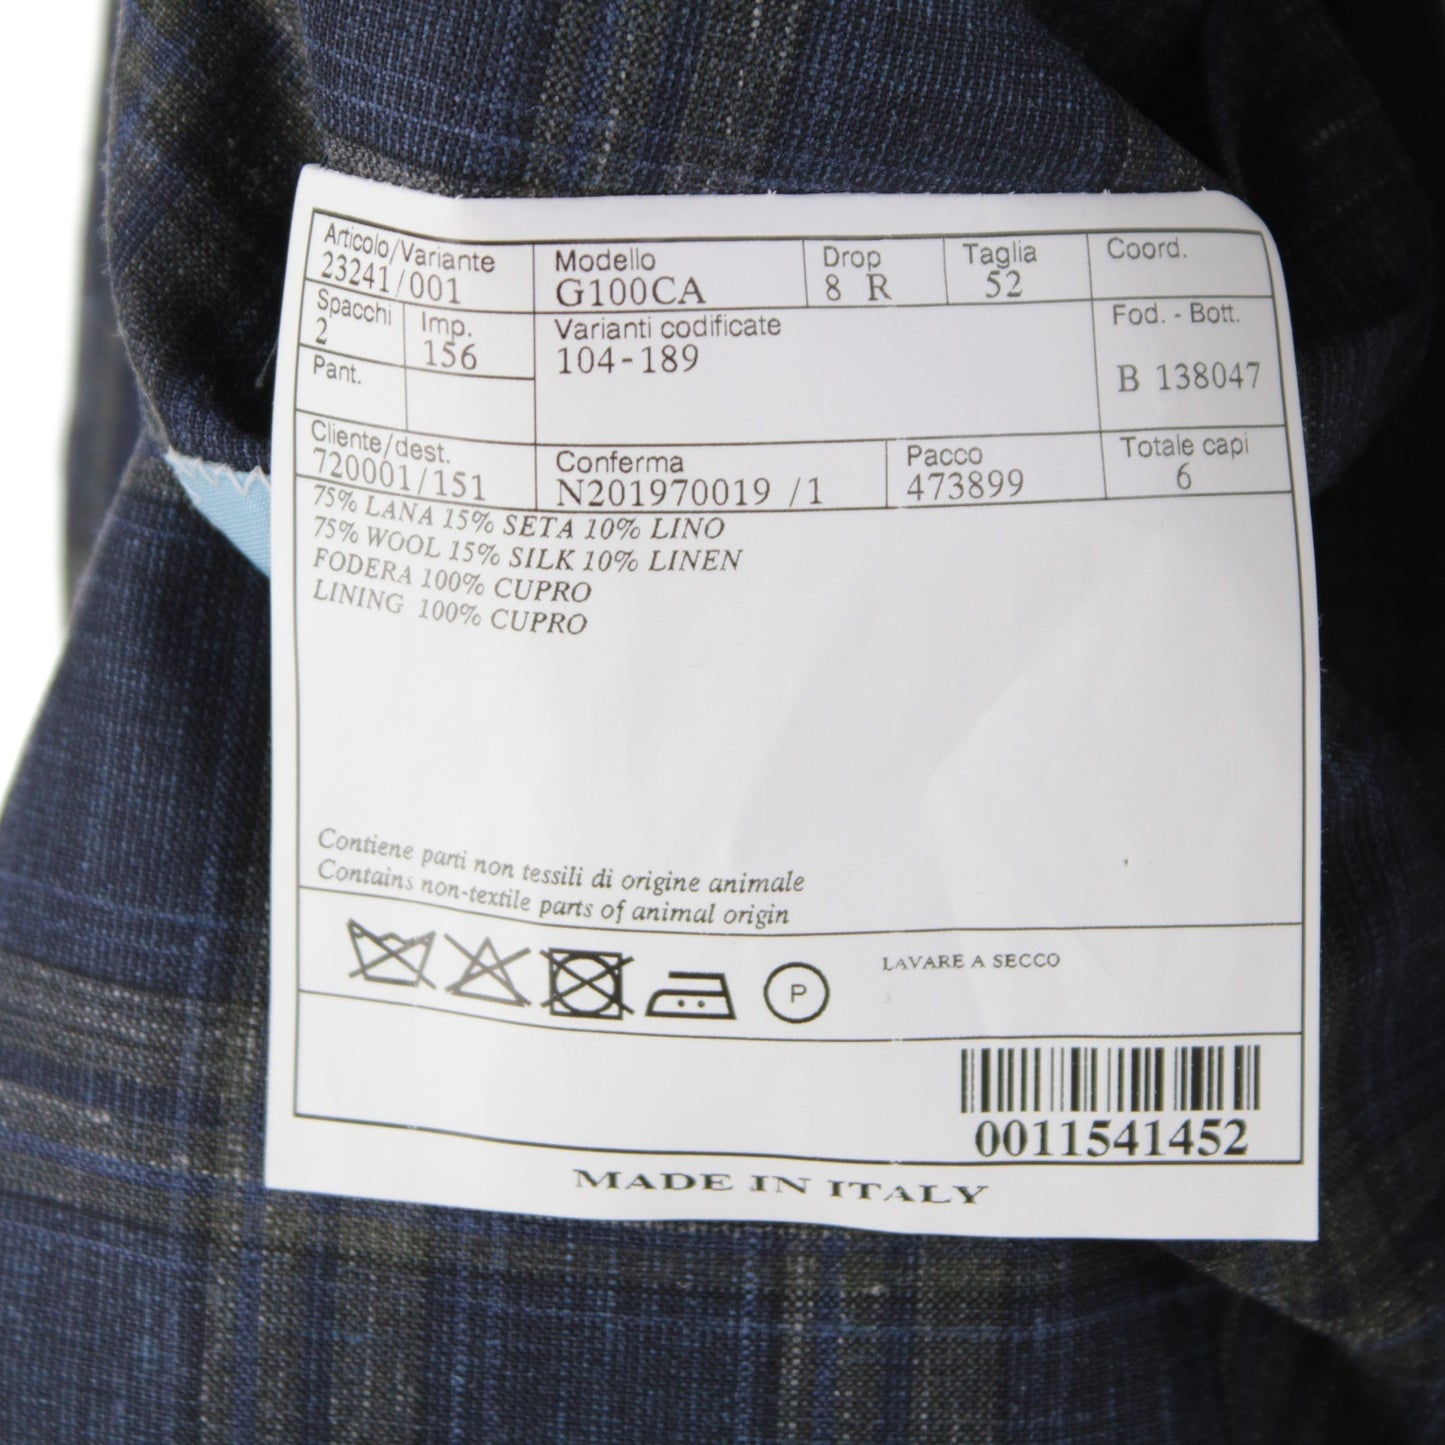 Articolo/Variante Modello Drop Taglia Coord.
23241/001 G100CA 8 R 52
Spacchi Imp. Varianti codificate Fod. - Bott.
2 156 104-189 B 138047
Pant.
Cliente/dest. Conferma Pacco Totale capi
720001/151 N201970019 /1 473899 6
75% LANA 15% SETA 10% LINO
75% WOOL 15% SILK 10% LINEN
FODERA 100% CUPRO
LINING 100% CUPRO
Contiene parti non tessili di origine animale
Contains non-textile parts of animal origin
P LAVARE A SECCO
0011541452
MADE IN ITALY